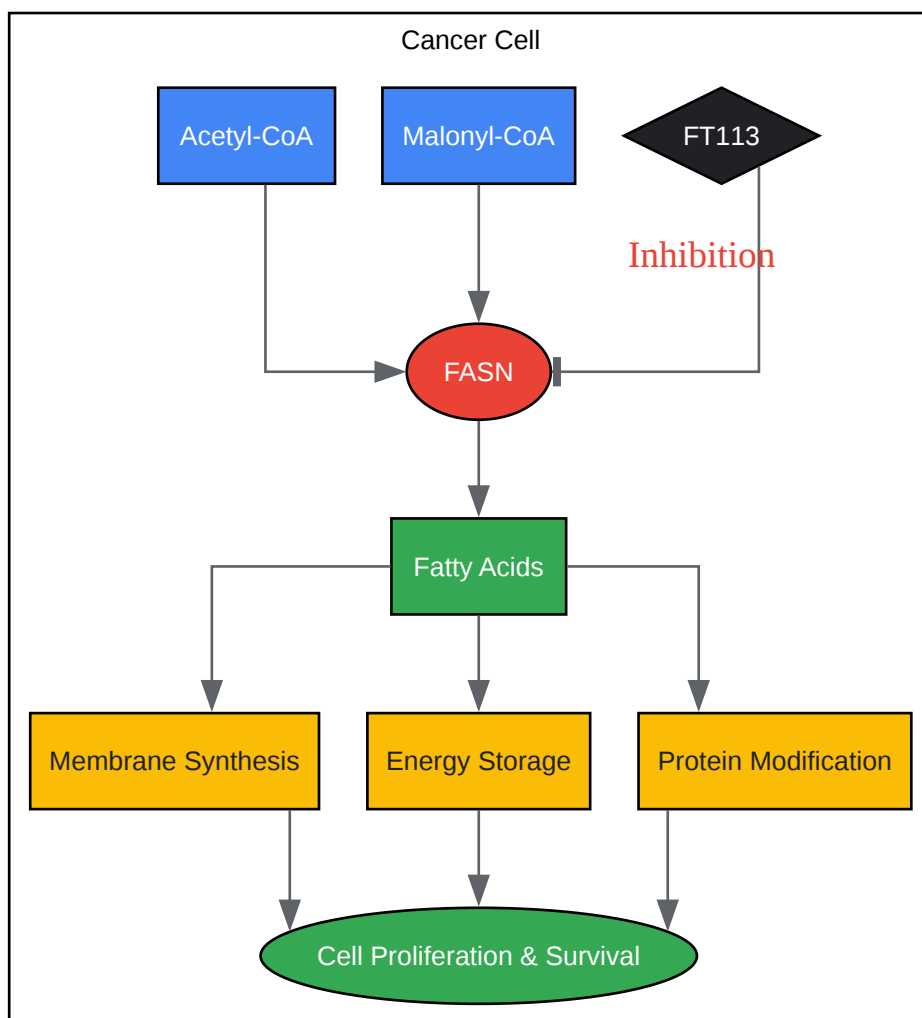 Cancer Cell
Acetyl-CoA
Malonyl-CoA
FT113
Inhibition
FASN
Fatty Acids
Membrane Synthesis
Energy Storage
Protein Modification
Cell Proliferation & Survival